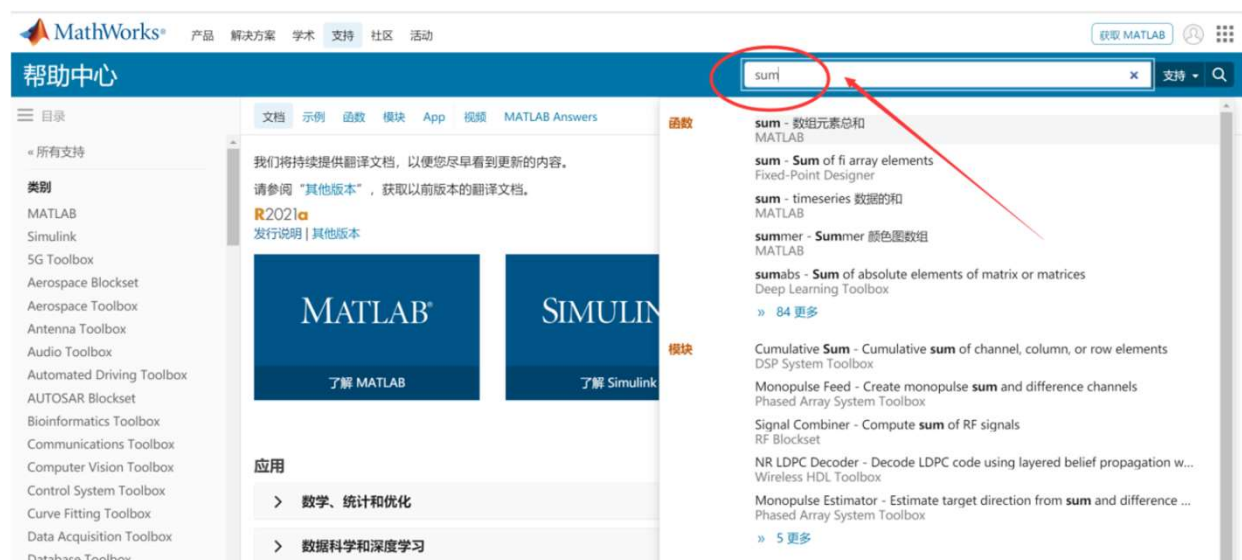 MathWorks®
产品 解决方案 学术 支持 社区 活动
获取 MATLAB
帮助中心
sum
×
支持
目录
«所有支持
类别
MATLAB
Simulink
5G Toolbox
Aerospace Blockset
Aerospace Toolbox
Antenna Toolbox
Audio Toolbox
Automated Driving Toolbox
AUTOSAR Blockset
Bioinformatics Toolbox
Communications Toolbox
Computer Vision Toolbox
Control System Toolbox
Curve Fitting Toolbox
Data Acquisition Toolbox
Database Toolbox
文档 示例 函数 模块 App 视频 MATLAB Answers
我们将持续提供翻译文档，以便您尽早看到更新的内容。
请参阅“其他版本”，获取以前版本的翻译文档。
R2021a
发行说明 | 其他版本
MATLAB®
了解 MATLAB
SIMULIN
了解 Simulink
应用
数学、统计和优化
数据科学和深度学习
函数
sum - 数组元素总和
MATLAB
sum - Sum of fi array elements
Fixed-Point Designer
sum - timeseries 数据的和
MATLAB
summer - Summer 颜色图数组
MATLAB
sumabs - Sum of absolute elements of matrix or matrices
Deep Learning Toolbox
» 84 更多
模块
Cumulative Sum - Cumulative sum of channel, column, or row elements
DSP System Toolbox
Monopulse Feed - Create monopulse sum and difference channels
Phased Array System Toolbox
Signal Combiner - Compute sum of RF signals
RF Blockset
NR LDPC Decoder - Decode LDPC code using layered belief propagation w...
Wireless HDL Toolbox
Monopulse Estimator - Estimate target direction from sum and difference ...
Phased Array System Toolbox
» 5 更多